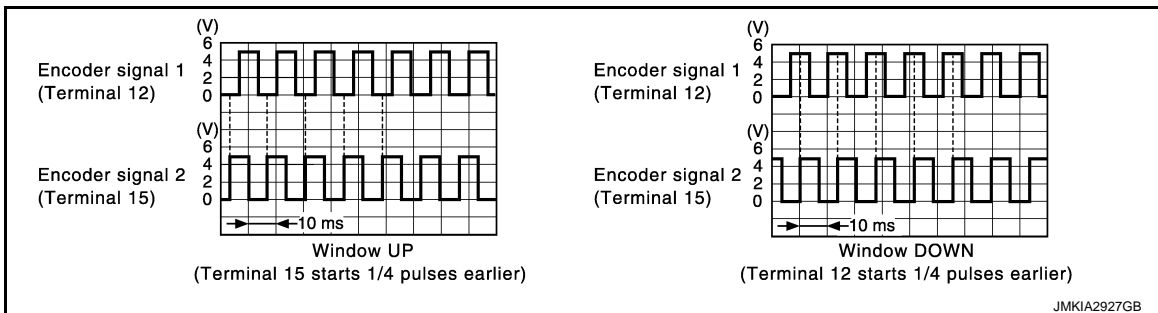 (V)
6
4
2
0
Encoder signal 1
(Terminal 12)
(V)
6
4
2
0
Encoder signal 2
(Terminal 15)
10 ms
Window UP
(Terminal 15 starts 1/4 pulses earlier)
(V)
6
4
2
0
Encoder signal 1
(Terminal 12)
(V)
6
4
2
0
Encoder signal 2
(Terminal 15)
10 ms
Window DOWN
(Terminal 12 starts 1/4 pulses earlier)
JMKIA2927GB